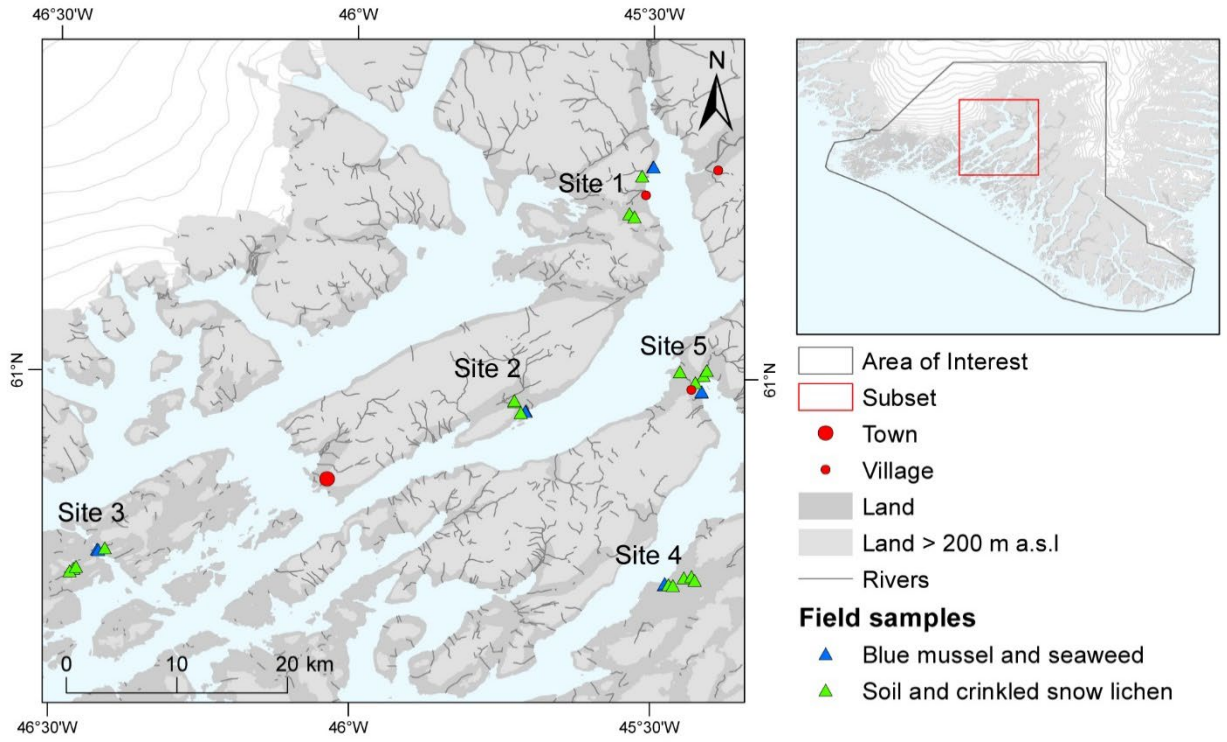 46°30'W 46°W 45°30'W
N
Site 1
Site 5
61°N
61°N
Site 2
Site 3
Site 4
0 10 20 km
46°30'W 46°W 45°30'W
Area of Interest
Subset
Town
Village
Land
Land > 200 m a.s.l
Rivers
Field samples
Blue mussel and seaweed
Soil and crinkled snow lichen